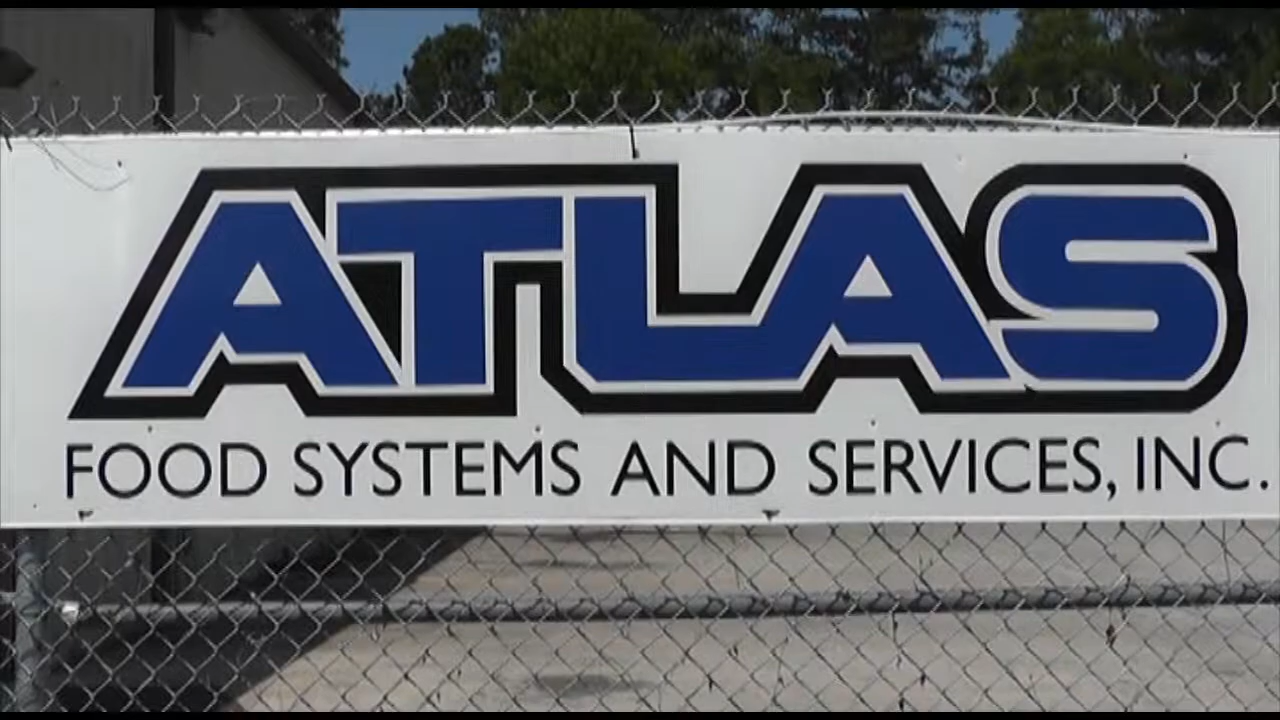 ATLAS
FOOD SYSTEMS AND SERVICES, INC.